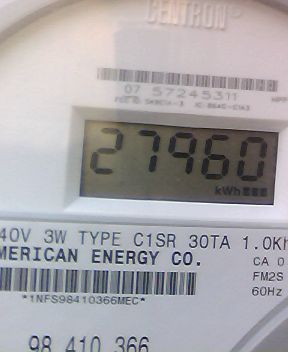 CENTRON®
07 57245311
27960
kWh
40V 3W TYPE C1SR 30TA 1.0Kh
MERICAN ENERGY CO.
CA 0
FM2S
60Hz
*1NFS98410366MEC*
98 410 366